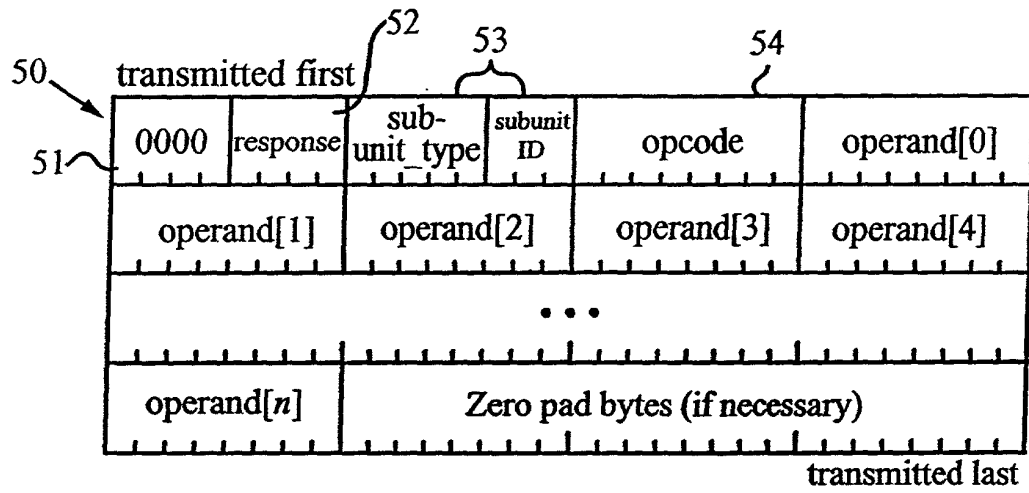 52
53
54
50
transmitted first
51
0000
response
sub-
unit_type
subunit
ID
opcode
operand[0]
operand[1]
operand[2]
operand[3]
operand[4]
• • •
operand[n]
Zero pad bytes (if necessary)
transmitted last